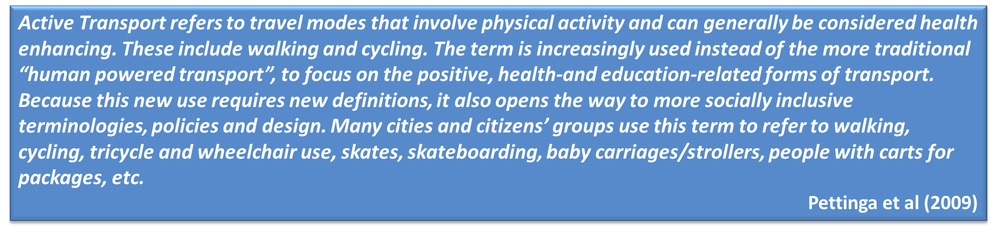 Active Transport refers to travel modes that involve physical activity and can generally be considered health
enhancing. These include walking and cycling. The term is increasingly used instead of the more traditional
“human powered transport”, to focus on the positive, health-and education-related forms of transport.
Because this new use requires new definitions, it also opens the way to more socially inclusive
terminologies, policies and design. Many cities and citizens’ groups use this term to refer to walking,
cycling, tricycle and wheelchair use, skates, skateboarding, baby carriages/strollers, people with carts for
packages, etc.
Pettinga et al (2009)